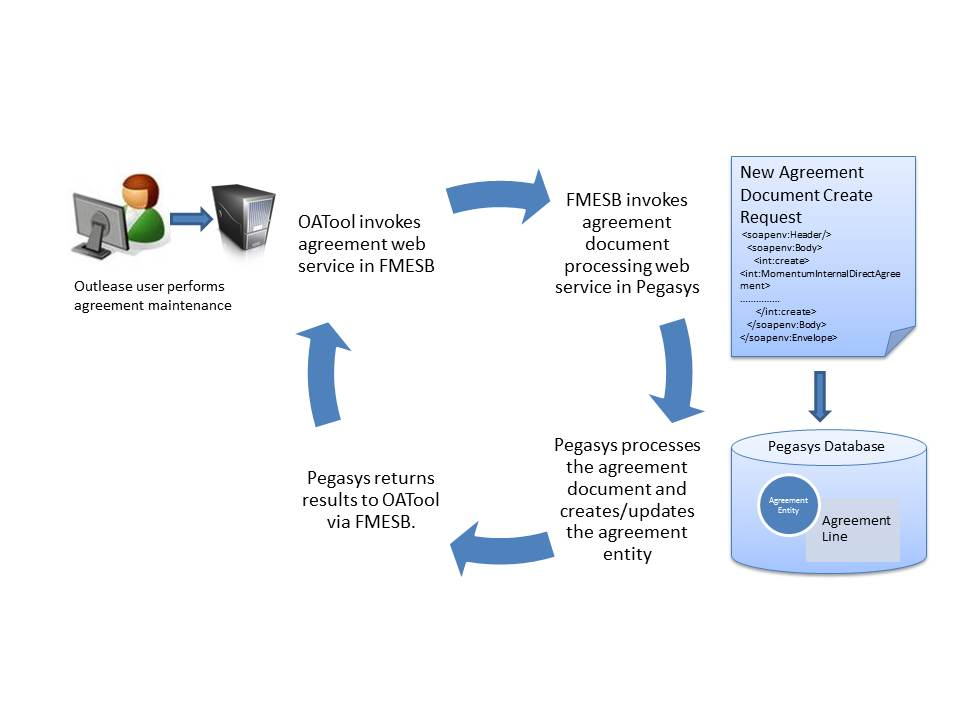 Outlease user performs
agreement maintenance
OATool invokes
agreement web
service in FMESB
FMESB invokes
agreement
document
processing web
service in Pegasys
Pegasys processes
the agreement
document and
creates/updates
the agreement
entity
Pegasys returns
results to OATool
via FMESB.
New Agreement
Document Create
Request
<soapenv:Header/>
<soapenv:Body>
<int:create>
<int:MomentumInternalDirectAgree
ment>
...............
</int:create>
</soapenv:Body>
</soapenv:Envelope>
Pegasys Database
Agreement
Entity
Agreement
Line